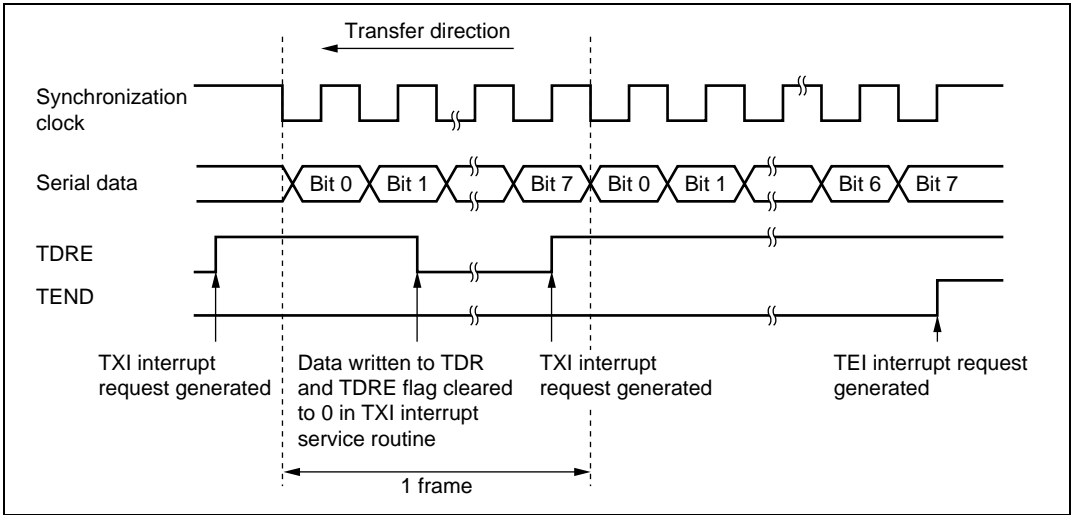 Transfer direction
Synchronization
clock
Serial data
Bit 0 Bit 1 Bit 7 Bit 0 Bit 1 Bit 6 Bit 7
TDRE
TEND
TXI interrupt
request generated
Data written to TDR
and TDRE flag cleared
to 0 in TXI interrupt
service routine
TXI interrupt
request generated
TEI interrupt request
generated
1 frame